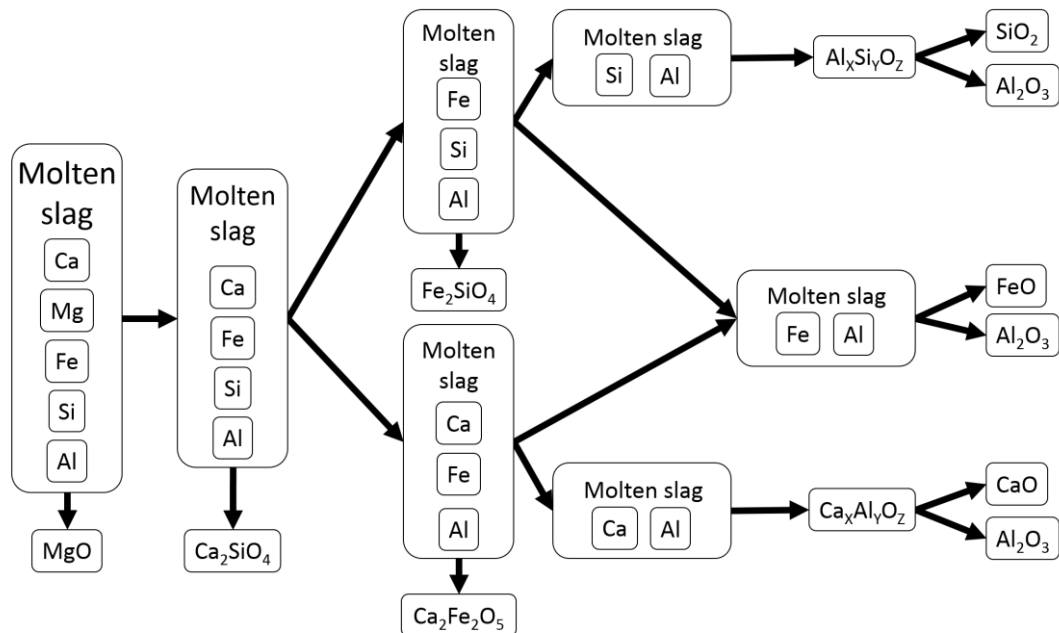 Molten
slag
Ca
Mg
Fe
Si
Al
MgO
Molten
slag
Ca
Fe
Si
Al
Ca₂SiO₄
Molten
slag
Fe
Si
Al
Fe₂SiO₄
Molten
slag
Ca
Fe
Al
Ca₂Fe₂O₅
Molten slag
Si Al
AlₓSiᵧO₂
SiO₂
Al₂O₃
Molten slag
Fe Al
FeO
Al₂O₃
Molten slag
Ca Al
CaXAlYOZ
CaO
Al₂O₃